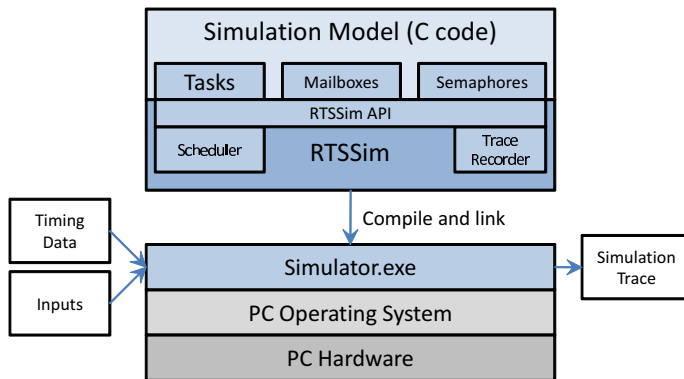 Simulation Model (C code)
Tasks
Mailboxes
Semaphores
RTSSim API
Scheduler
RTSSim
Trace
Recorder
Compile and link
Timing
Data
Inputs
Simulator.exe
Simulation
Trace
PC Operating System
PC Hardware